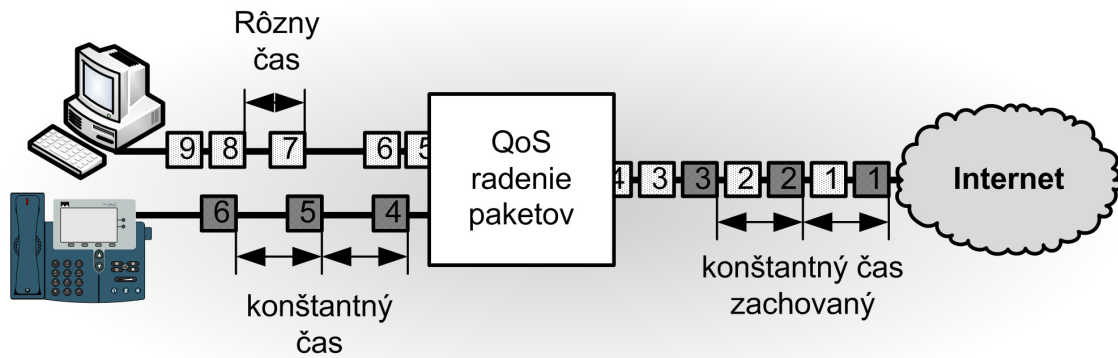 Rôzny
čas
9 8 7 6 5
QoS
radenie
paketov
4 3 3 2 2 1 1
Internet
6 5 4
konštantný
čas
konštantný čas
zachovaný